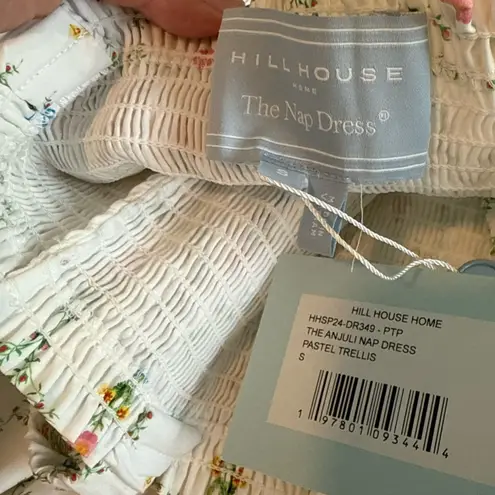 HILL HOUSE
HOME
The Nap Dress®
S
HILL HOUSE HOME
HHSP24-DR349 - PTP
THE ANJULI NAP DRESS
PASTEL TRELLIS
S
1 97801 09344 4